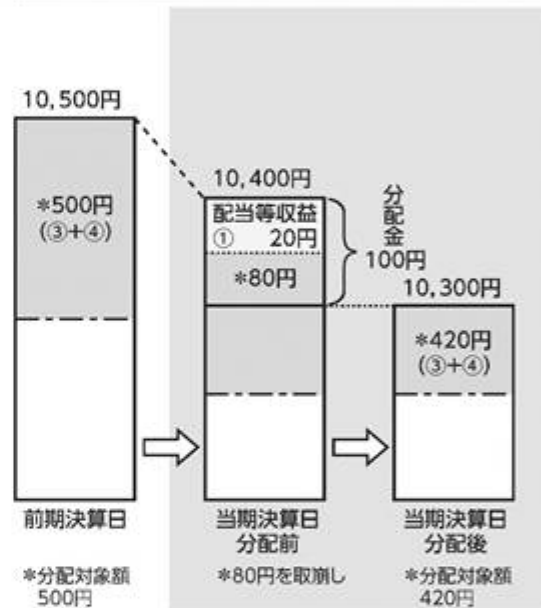 10,500円
*500円
(③+④)
前期決算日
*分配対象額
500円
10,400円
配当等収益
① 20円
*80円
分配金
100円
当期決算日
分配前
*80円を取崩し
10,300円
*420円
(③+④)
当期決算日
分配後
*分配対象額
420円